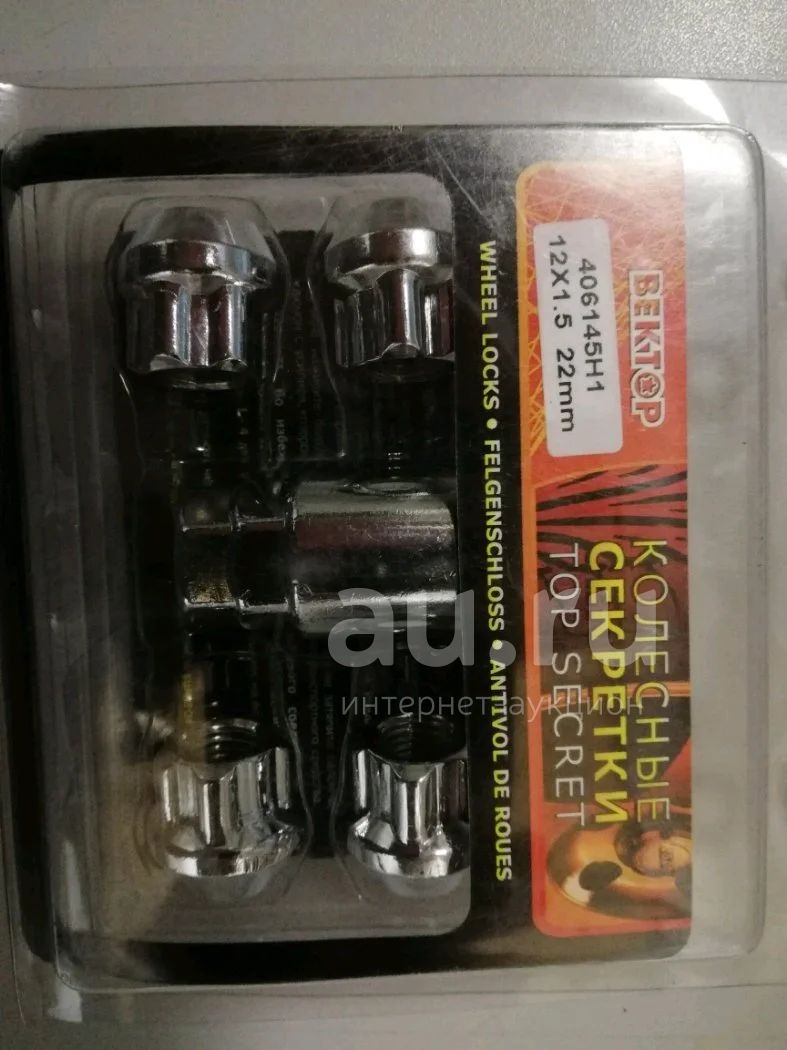 ВЕКТОР
406145H1
12X1.5 22mm
КОЛЕСНЫЕ
СЕКРЕТКИ
TOP SECRET
WHEEL LOCKS • FELGENSCHLOSS • ANTIVOL DE ROUES
au.ru
интернет аукцион